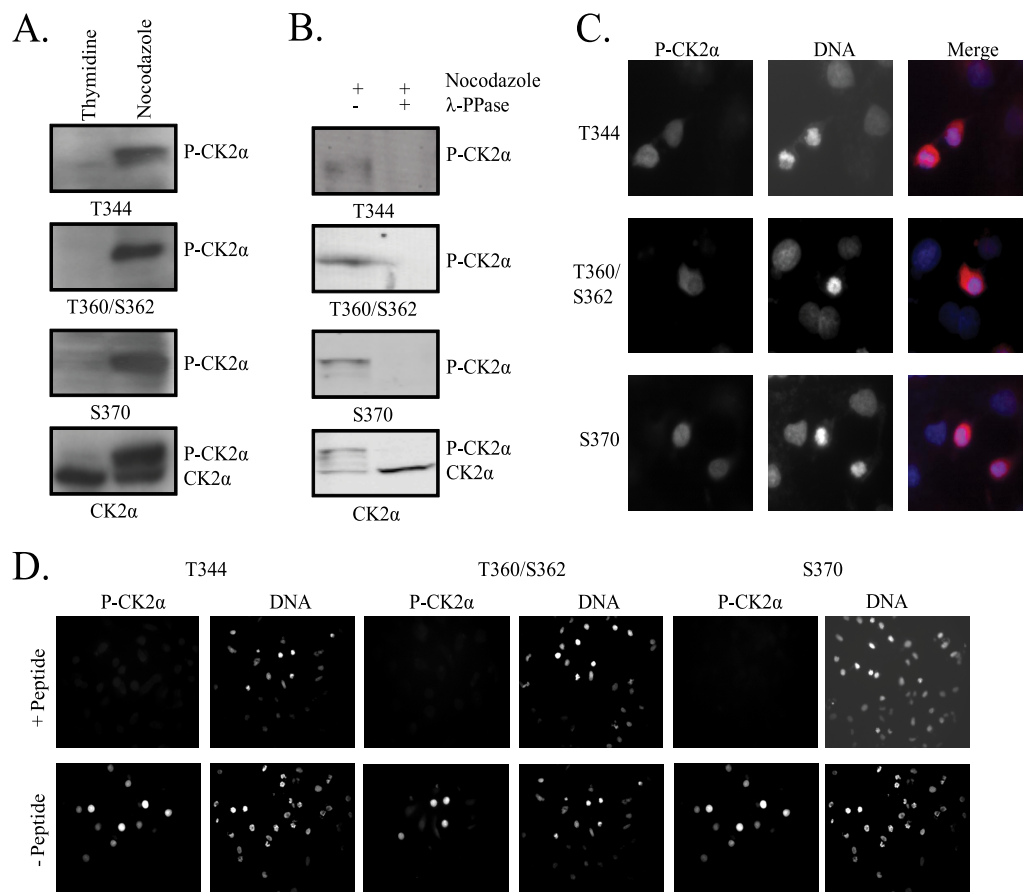 A.
Thymidine
Nocodazole
P-CK2α
T344
P-CK2α
T360/S362
P-CK2α
S370
P-CK2α
CK2α
CK2α
B.
+ + Nocodazole
- + λ-PPase
P-CK2α
T344
P-CK2α
T360/S362
P-CK2α
S370
P-CK2α
CK2α
CK2α
C.
P-CK2α DNA Merge
T344
T360/
S362
S370
D.
T344 T360/S362 S370
P-CK2α DNA P-CK2α DNA P-CK2α DNA
+ Peptide
- Peptide